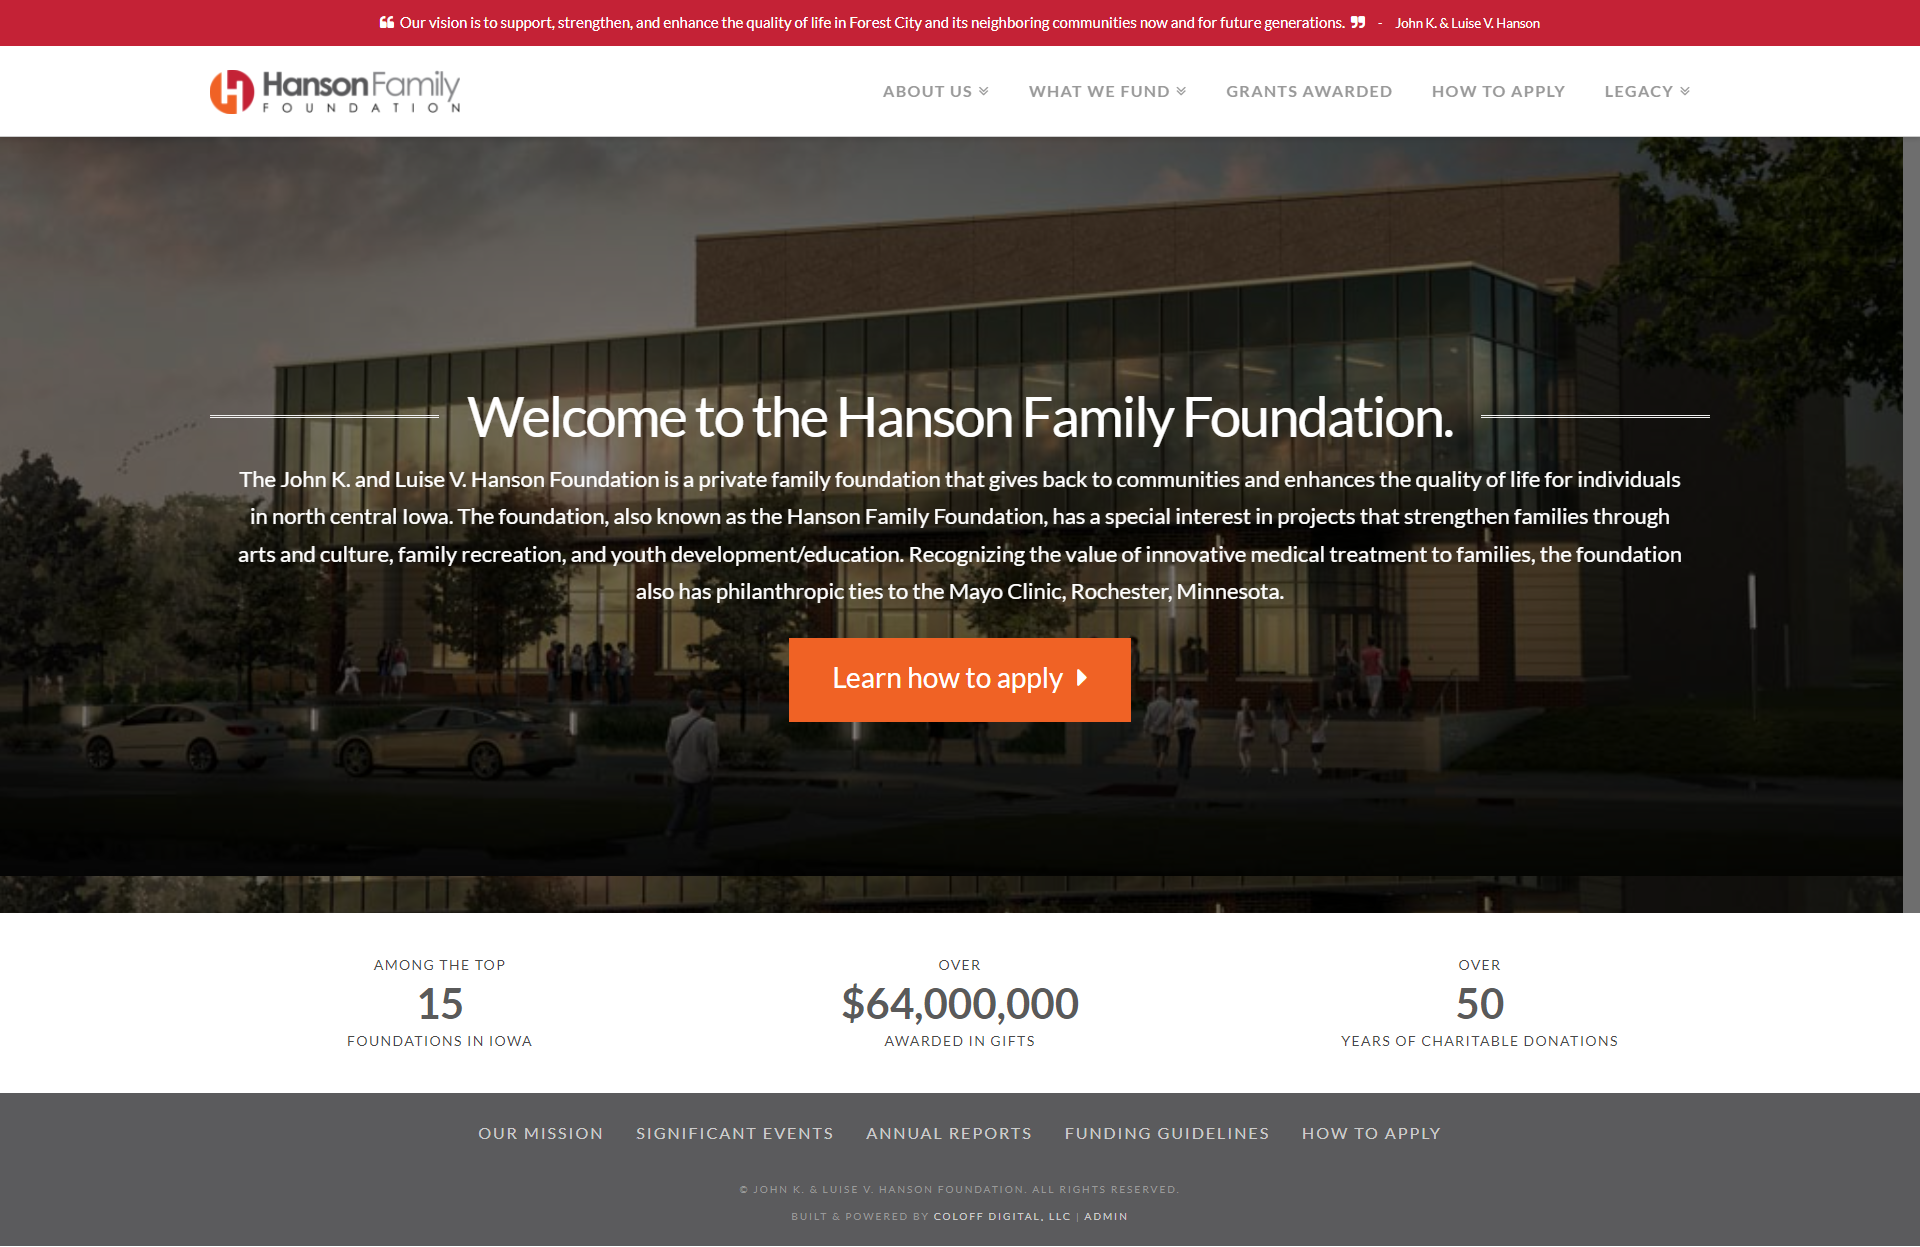 Our vision is to support, strengthen, and enhance the quality of life in Forest City and its neighboring communities now and for future generations. - John K. & Luise V. Hanson
Hanson Family
FOUNDATION
ABOUT US
WHAT WE FUND
GRANTS AWARDED
HOW TO APPLY
LEGACY
Welcome to the Hanson Family Foundation.
The John K. and Luise V. Hanson Foundation is a private family foundation that gives back to communities and enhances the quality of life for individuals
in north central Iowa. The foundation, also known as the Hanson Family Foundation, has a special interest in projects that strengthen families through
arts and culture, family recreation, and youth development/education. Recognizing the value of innovative medical treatment to families, the foundation
also has philanthropic ties to the Mayo Clinic, Rochester, Minnesota.
Learn how to apply
AMONG THE TOP
15
FOUNDATIONS IN IOWA
OVER
$64,000,000
AWARDED IN GIFTS
OVER
50
YEARS OF CHARITABLE DONATIONS
OUR MISSION
SIGNIFICANT EVENTS
ANNUAL REPORTS
FUNDING GUIDELINES
HOW TO APPLY
© JOHN K. & LUISE V. HANSON FOUNDATION. ALL RIGHTS RESERVED.
BUILT & POWERED BY COLOFF DIGITAL, LLC | ADMIN